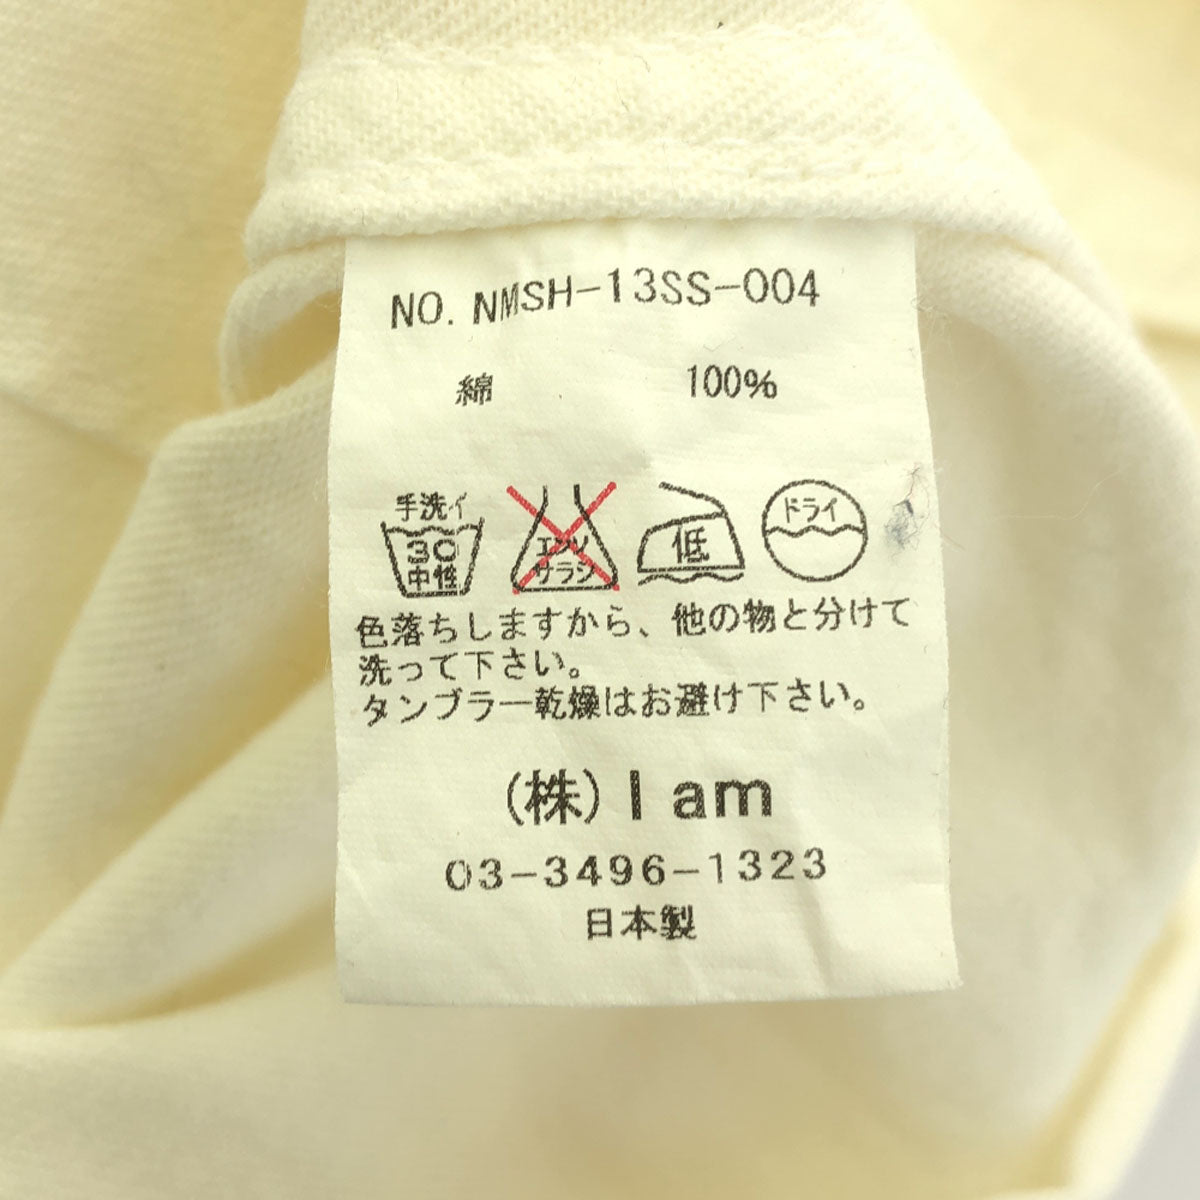 NO. NMSH-13SS-004
綿 100%
手洗イ
30
中性
エンソ
サラシ
低
ドライ
色落ちしますから、他の物と分けて
洗って下さい。
タンブラー乾燥はお避け下さい。
(株) I am
03-3496-1323
日本製